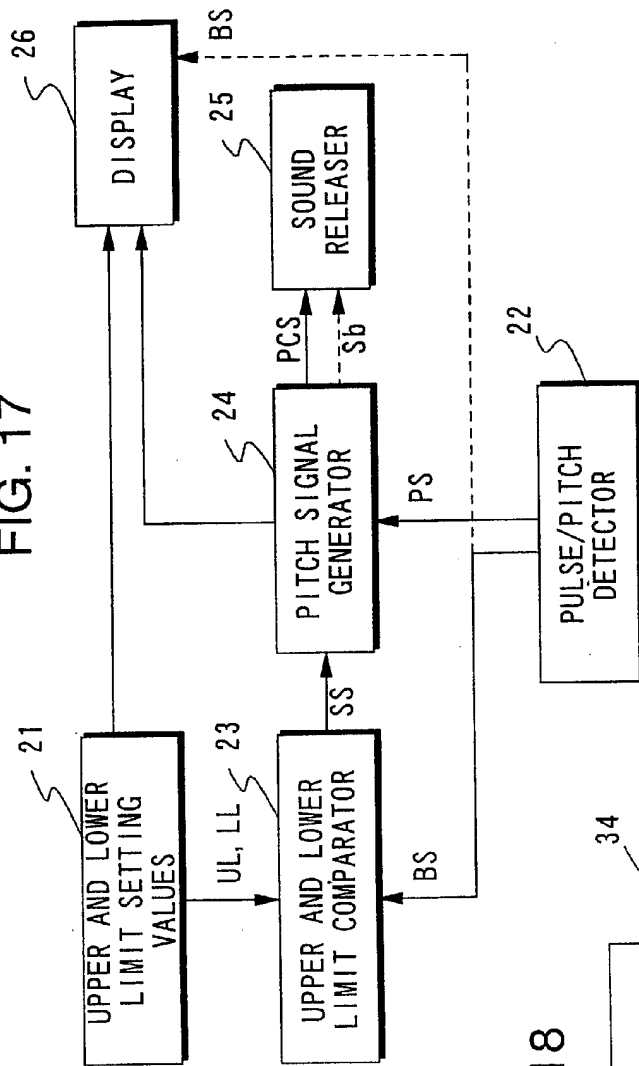 FIG. 17
21
UPPER AND LOWER
LIMIT SETTING
VALUES
UL, LL
23
UPPER AND LOWER
LIMIT COMPARATOR
SS
BS
24
PITCH SIGNAL
GENERATOR
PS
PCS
Sb
25
SOUND
RELEASER
26
DISPLAY
BS
22
PULSE/PITCH
DETECTOR
34